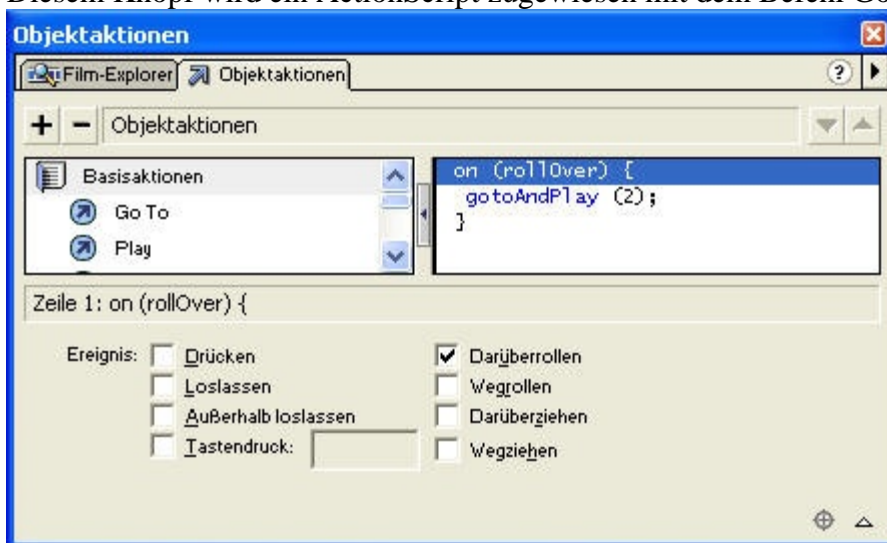 Diesem Knopf wird ein ActionScript zugewiesen mit dem Befehl Go
Objektaktionen
Film-Explorer Objektaktionen ?
+ - Objektaktionen
Basisaktionen
Go To
Play
on (rollOver) {
gotoAndPlay (2);
}
Zeile 1: on (rollOver) {
Ereignis: Drücken Darüberrollen
Loslassen Wegrollen
Außerhalb loslassen Darüberziehen
Tastendruck: Wegziehen